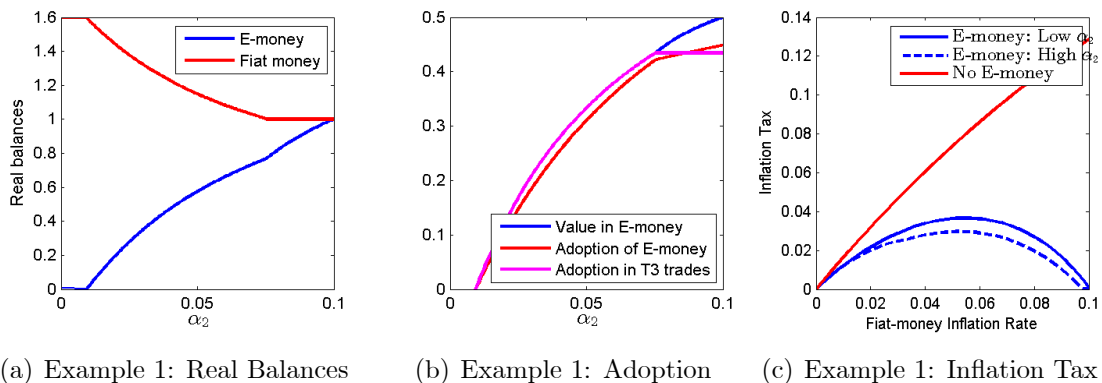 1.6
1.4
1.2
1
0.8
0.6
0.4
0.2
0
Real balances
E-money
Fiat money
0
0.05
0.1
α2
(a) Example 1: Real Balances
0.5
0.4
0.3
0.2
0.1
0
Value in E-money
Adoption of E-money
Adoption in T3 trades
0
0.05
0.1
α2
(b) Example 1: Adoption
0.14
0.12
0.1
0.08
0.06
0.04
0.02
0
Inflation Tax
E-money: Low α2
E-money: High α2
No E-money
0
0.02
0.04
0.06
0.08
0.1
Fiat-money Inflation Rate
(c) Example 1: Inflation Tax